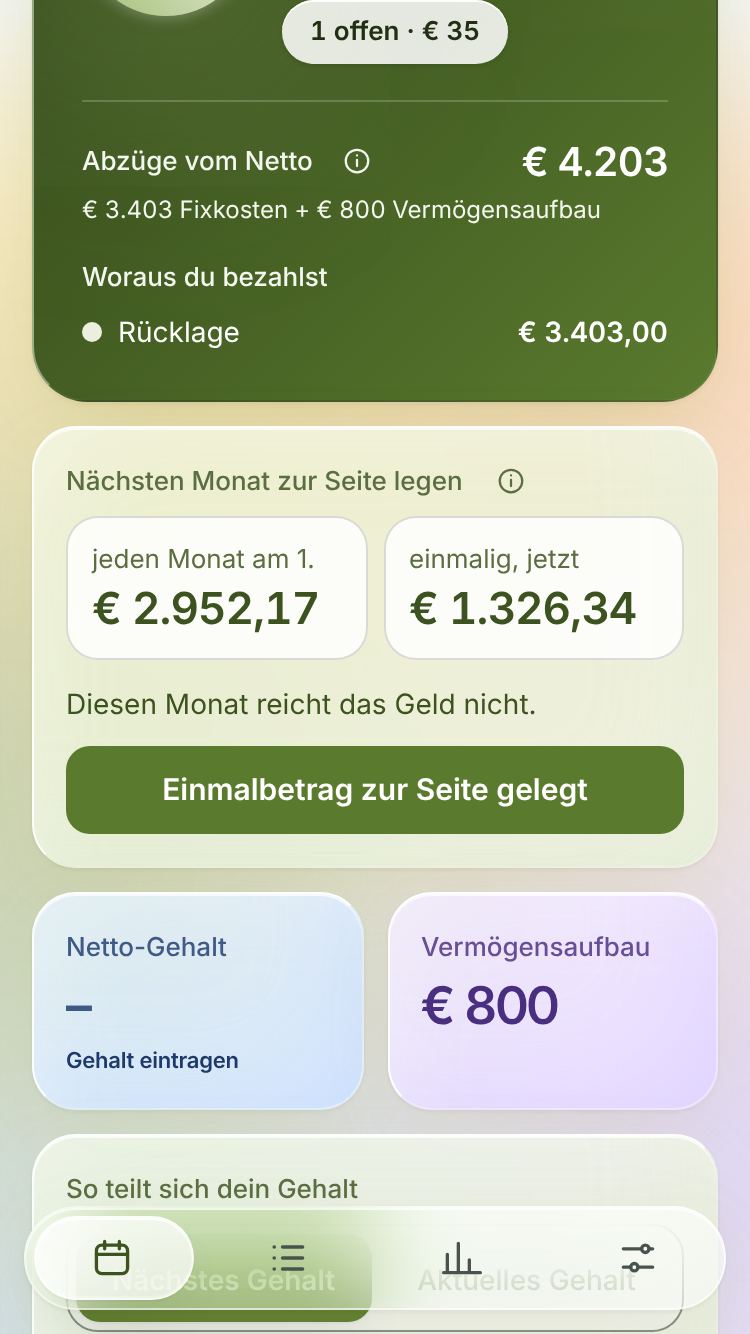 1 offen · € 35
Abzüge vom Netto
€ 4.203
€ 3.403 Fixkosten + € 800 Vermögensaufbau
Woraus du bezahlst
Rücklage
€ 3.403,00
Nächsten Monat zur Seite legen
jeden Monat am 1.
€ 2.952,17
einmalig, jetzt
€ 1.326,34
Diesen Monat reicht das Geld nicht.
Einmalbetrag zur Seite gelegt
Netto-Gehalt
–
Gehalt eintragen
Vermögensaufbau
€ 800
So teilt sich dein Gehalt
Nächstes Gehalt
Aktuelles Gehalt